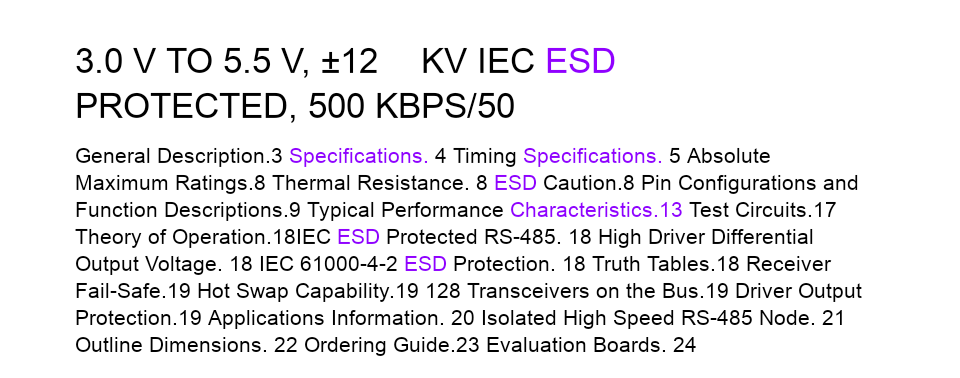 3.0 V TO 5.5 V, ±12 KV IEC ESD
PROTECTED, 500 KBPS/50
General Description.3 Specifications. 4 Timing Specifications. 5 Absolute
Maximum Ratings.8 Thermal Resistance. 8 ESD Caution.8 Pin Configurations and
Function Descriptions.9 Typical Performance Characteristics.13 Test Circuits.17
Theory of Operation.18IEC ESD Protected RS-485. 18 High Driver Differential
Output Voltage. 18 IEC 61000-4-2 ESD Protection. 18 Truth Tables.18 Receiver
Fail-Safe.19 Hot Swap Capability.19 128 Transceivers on the Bus.19 Driver Output
Protection.19 Applications Information. 20 Isolated High Speed RS-485 Node. 21
Outline Dimensions. 22 Ordering Guide.23 Evaluation Boards. 24